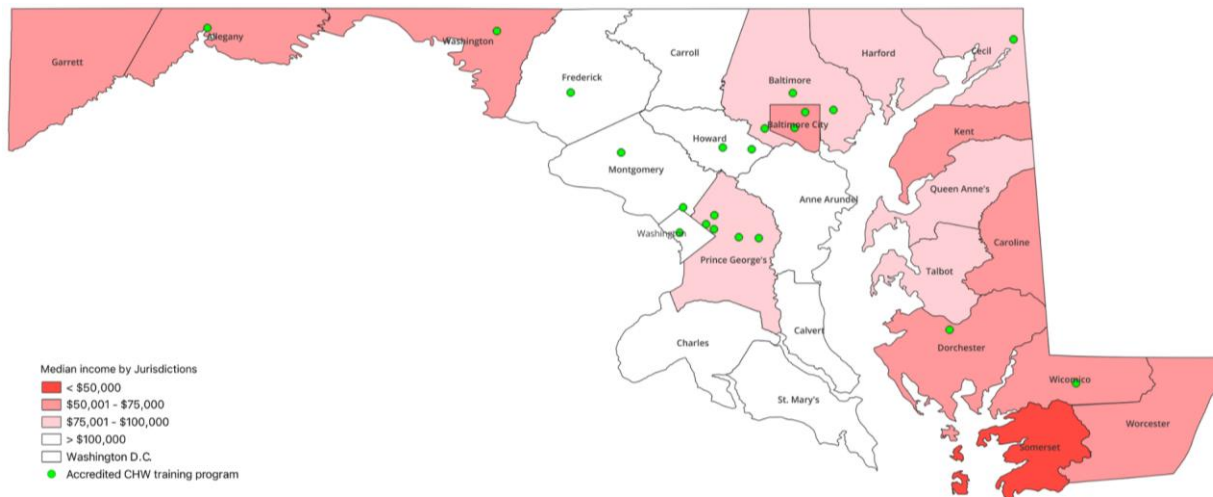 Garrett
Allegany
Washington
Frederick
Carroll
Baltimore
Harford
Cecil
Baltimore City
Howard
Montgomery
Kent
Queen Anne's
Anne Arundel
Washington
Prince George's
Caroline
Talbot
Charles
Calvert
Dorchester
St. Mary's
Wicomico
Worcester
Somerset
Median income by Jurisdictions
< $50,000
$50,001 - $75,000
$75,001 - $100,000
> $100,000
Washington D.C.
Accredited CHW training program